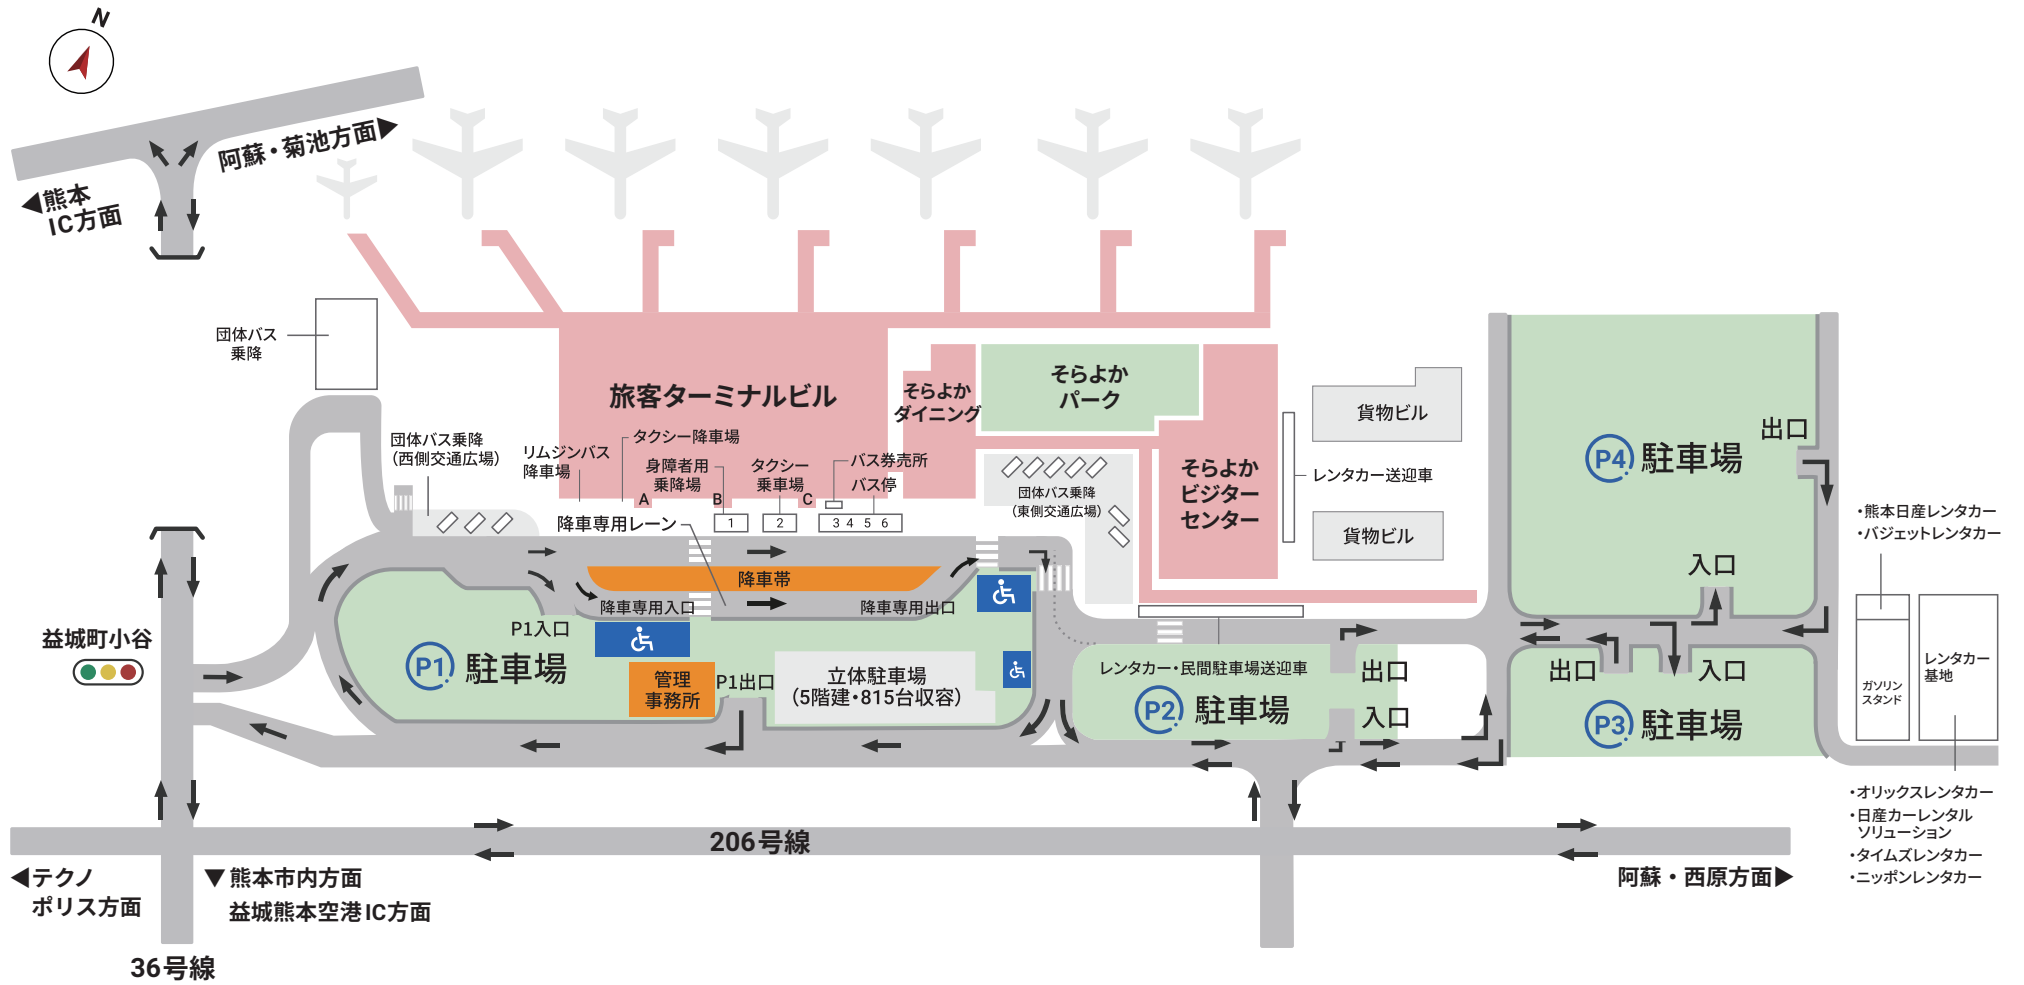 N
阿蘇・菊池方面▶
◀熊本
IC方面
団体バス
乗降
旅客ターミナルビル
そらよか
ダイニング
そらよか
パーク
そらよか
ビジター
センター
貨物ビル
レンタカー送迎車
貨物ビル
団体バス乗降
(西側交通広場)
リムジンバス
降車場
タクシー降車場
身障者用
乗降場
タクシー
乗車場
バス券売所
バス停
A
B
C
1
2
3 4 5 6
降車専用レーン
団体バス乗降
(東側交通広場)
降車帯
降車専用入口
降車専用出口
P1入口
P1 駐車場
管理
事務所
P1出口
立体駐車場
(5階建・815台収容)
レンタカー・民間駐車場送迎車
P2 駐車場
出口
入口
P4 駐車場
出口
入口
出口
入口
P3 駐車場
・熊本日産レンタカー
・バジェットレンタカー
ガソリン
スタンド
レンタカー
基地
・オリックスレンタカー
・日産カーレンタル
ソリューション
・タイムズレンタカー
・ニッポンレンタカー
益城町小谷
206号線
◀テクノ
ポリス方面
▼熊本市内方面
益城熊本空港IC方面
阿蘇・西原方面▶
36号線